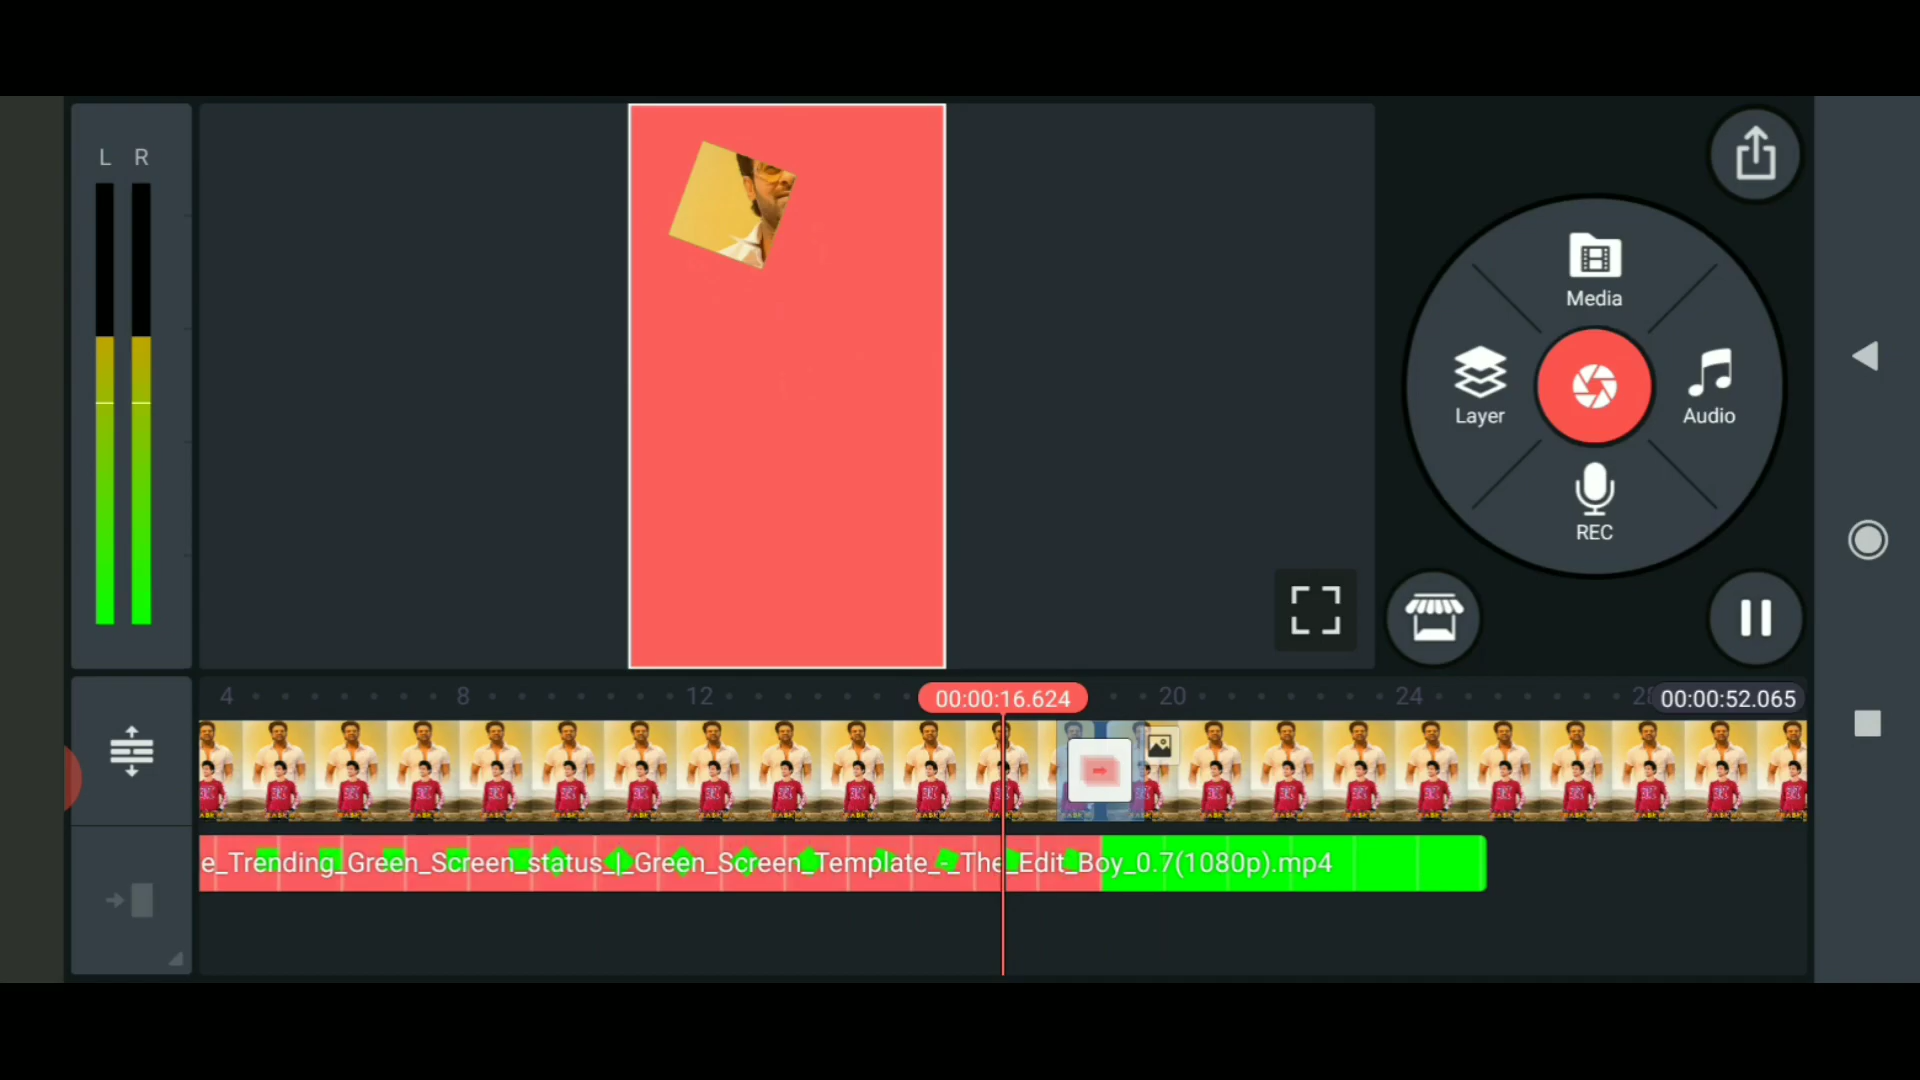 L R
Media
Layer
Audio
REC
4 8 12 00:00:16.624 20 24 00:00:52.065
e_Trending_Green_Screen_status_|_Green_Screen_Template_-_The_Edit_Boy_0.7(1080p).mp4